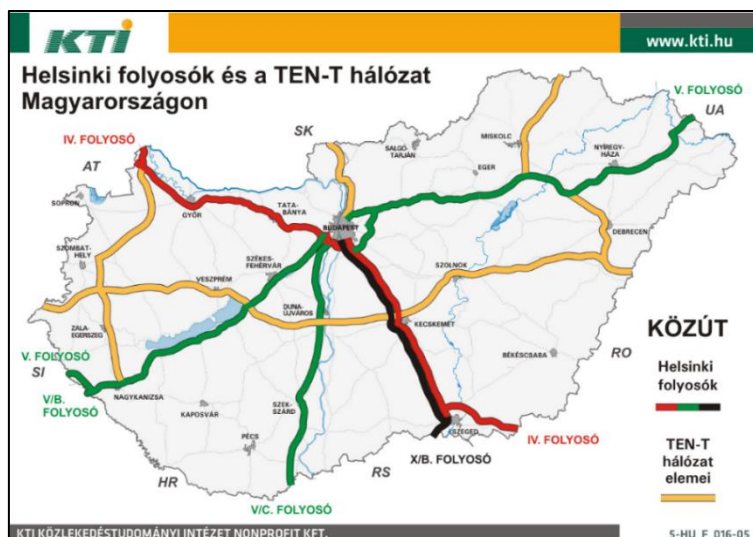 KTI
www.kti.hu
Helsinki folyosók és a TEN-T hálózat
Magyarországon
V. FOLYOSÓ
UA
IV. FOLYOSÓ
SK
AT
MISKOLC
SALGÓ-
TARJÁN
NYÍREGY-
HÁZA
EGER
SOPRON
GYŐR
TATA-
BÁNYA
BUDAPEST
DEBRECEN
SZOMBAT-
HELY
SZÉKES-
FEHÉRVÁR
VESZPRÉM
SZOLNOK
DUNA-
ÚJVÁROS
KECSKEMÉT
ZALA-
EGERSZEG
KÖZÚT
BÉKÉSCSABA
RO
V. FOLYOSÓ
SI
V/B.
FOLYOSÓ
NAGYKANIZSA
KAPOSVÁR
SZEK-
SZÁRD
Helsinki
folyosók
PÉCS
SZEGED
IV. FOLYOSÓ
X/B. FOLYOSÓ
HR
RS
TEN-T
hálózat
elemei
V/C. FOLYOSÓ
KTI KÖZLEKEDÉSTUDOMÁNYI INTÉZET NONPROFIT KFT.
5-HU_F_016-05